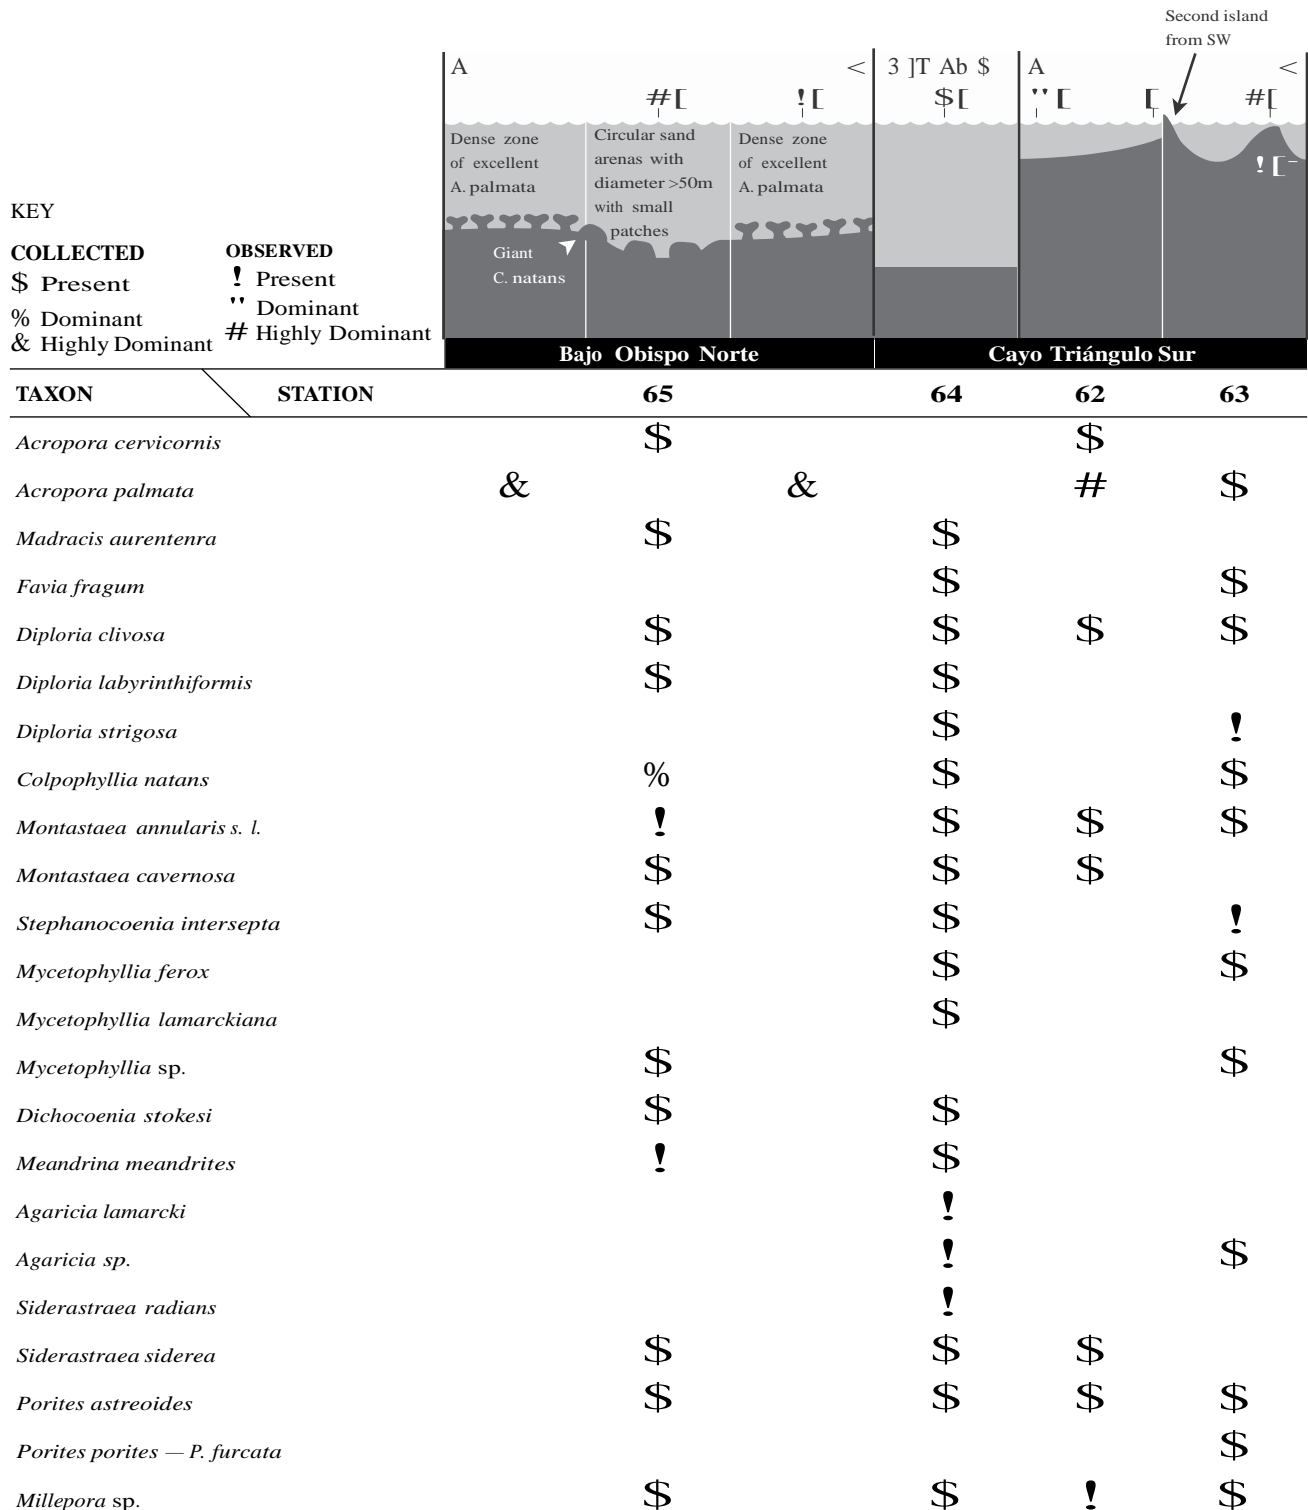 Second island
from SW
A < 3 ]T Ab $ A <
#[ ![ $[ "[ [ #[
Dense zone
of excellent
A. palmata
Circular sand
arenas with
diameter >50m
with small
patches
Dense zone
of excellent
A. palmata
![-
Giant
C. natans
KEY
COLLECTED
$ Present
% Dominant
& Highly Dominant
OBSERVED
! Present
" Dominant
# Highly Dominant
Bajo Obispo Norte Cayo Triángulo Sur
TAXON STATION 65 64 62 63
Acropora cervicornis $ $
Acropora palmata & & # $
Madracis aurentenra $ $
Favia fragum $ $
Diploria clivosa $ $ $ $
Diploria labyrinthiformis $ $
Diploria strigosa $ !
Colpophyllia natans % $ $
Montastaea annularis s. l. ! $ $ $
Montastaea cavernosa $ $ $
Stephanocoenia intersepta $ $ !
Mycetophyllia ferox $ $
Mycetophyllia lamarckiana $
Mycetophyllia sp. $ $
Dichocoenia stokesi $ $
Meandrina meandrites ! $
Agaricia lamarcki !
Agaricia sp. ! $
Siderastraea radians !
Siderastraea siderea $ $ $
Porites astreoides $ $ $ $
Porites porites — P. furcata $
Millepora sp. $ $ ! $